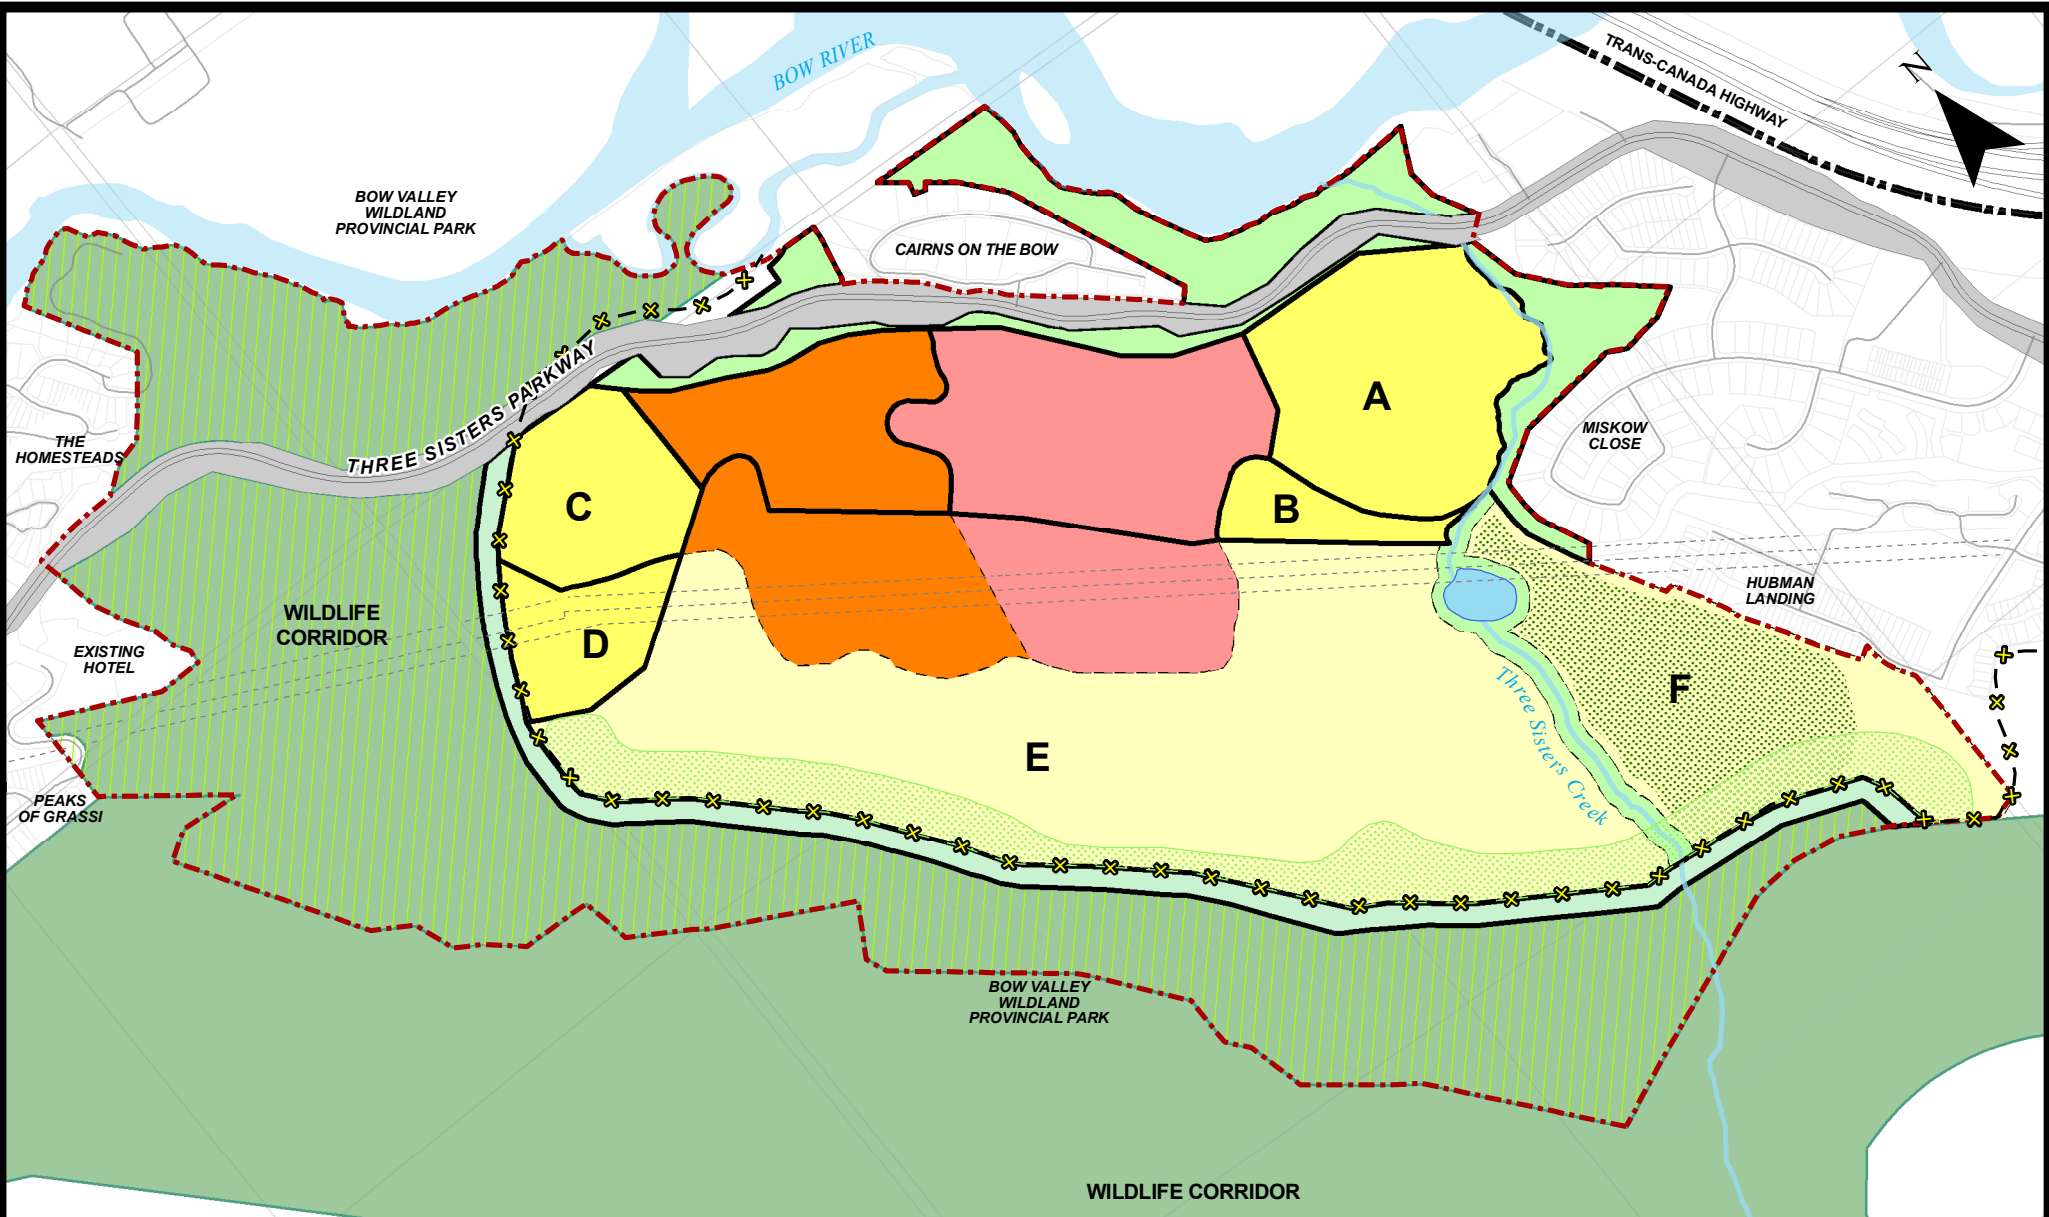 BOW RIVER
TRANS-CANADA HIGHWAY
N
BOW VALLEY
WILDLAND
PROVINCIAL PARK
CAIRNS ON THE BOW
THREE SISTERS PARKWAY
A
MISKOW
CLOSE
THE
HOMESTEADS
C
B
HUBMAN
LANDING
WILDLIFE
CORRIDOR
D
EXISTING
HOTEL
F
Three Sisters Creek
E
PEAKS
OF GRASSI
BOW VALLEY
WILDLAND
PROVINCIAL PARK
WILDLIFE CORRIDOR